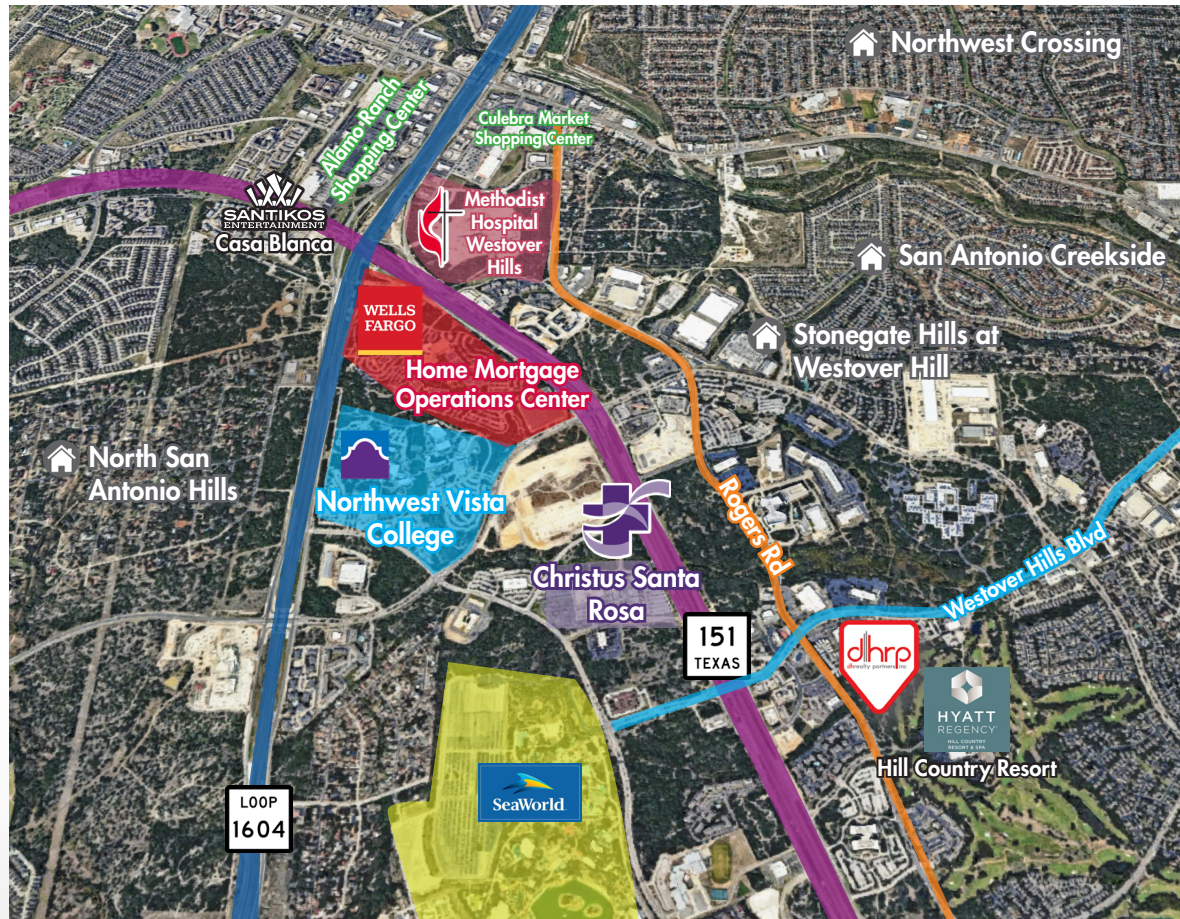 Northwest Crossing
Alamo Ranch
Shopping Center
Culebra Market
Shopping Center
SANTIKOS
ENTERTAINMENT
Casa Blanca
Methodist
Hospital
Westover
Hills
San Antonio Creekside
WELLS
FARGO
Stonegate Hills at
Westover Hill
Home Mortgage
Operations Center
North San
Antonio Hills
Northwest Vista
College
Rogers Rd
Christus Santa
Rosa
Westover Hills Blvd
151
TEXAS
dhrp
dhrealty partners inc
HYATT
REGENCY
HILL COUNTRY
RESORT & SPA
Hill Country Resort
SeaWorld
LOOP
1604